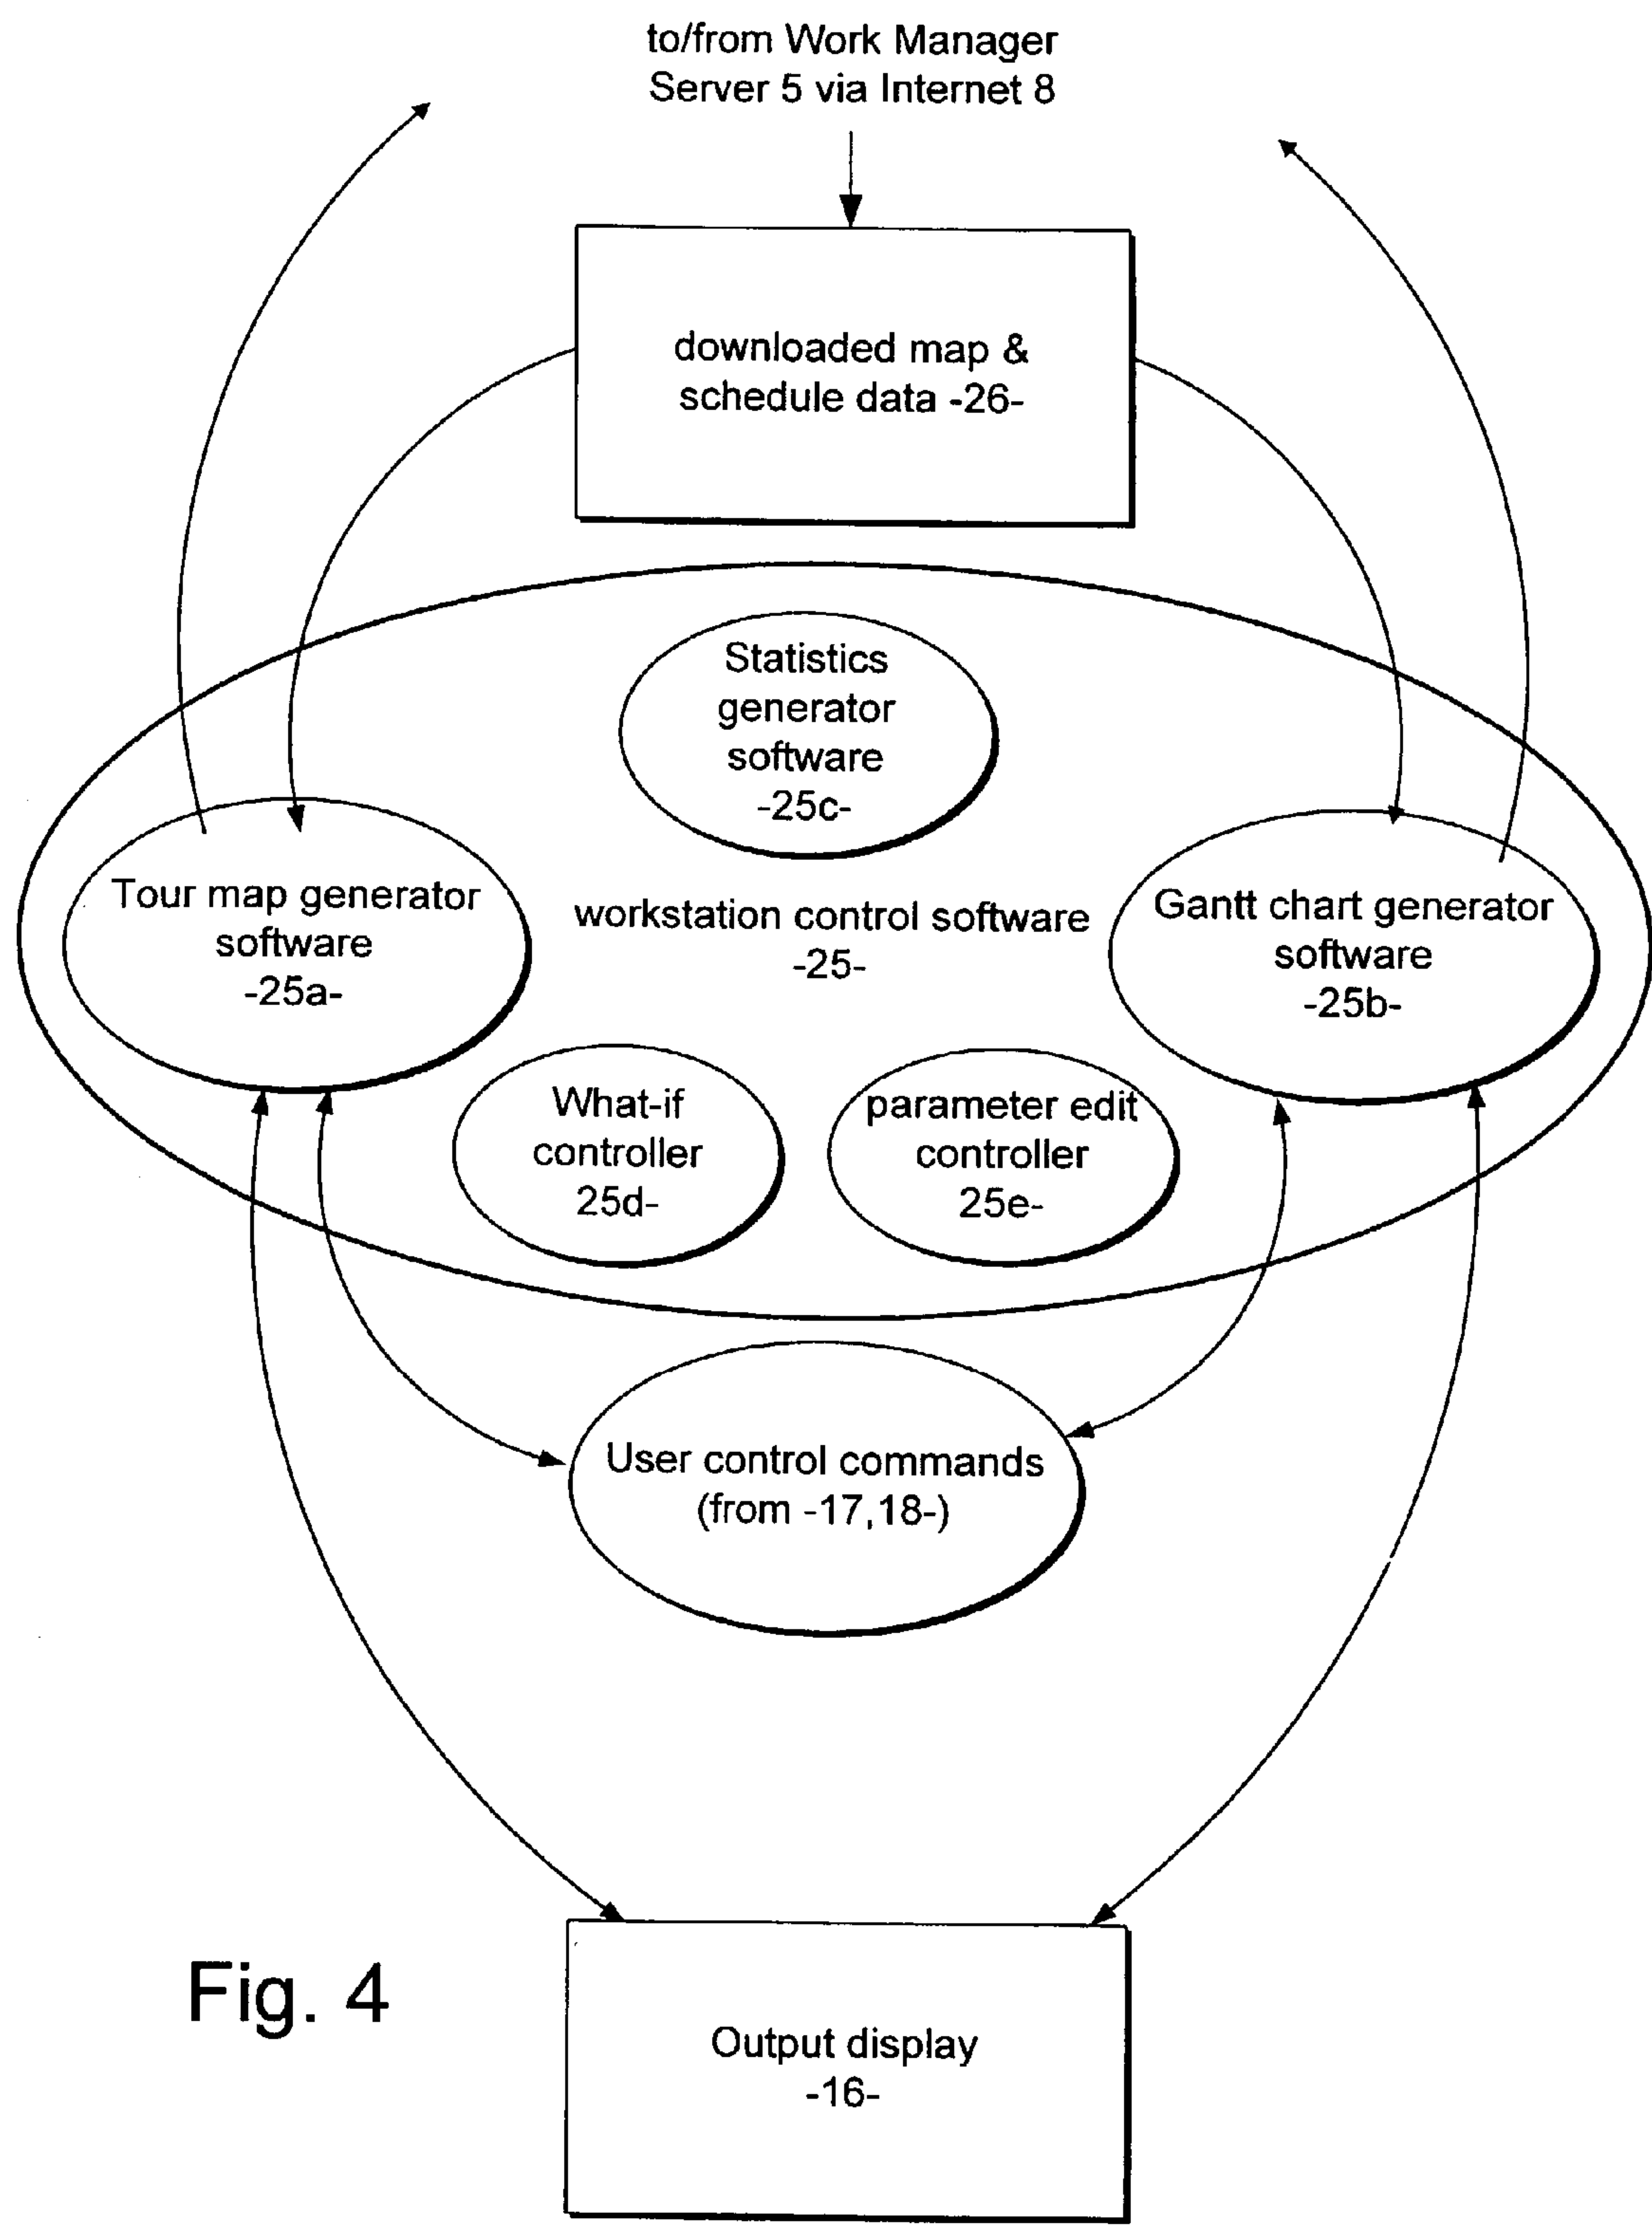 to/from Work Manager
Server 5 via Internet 8
downloaded map &
schedule data -26-
Statistics
generator
software
-25c-
Tour map generator
software
-25a-
workstation control software
-25-
Gantt chart generator
software
-25b-
What-if
controller
25d-
parameter edit
controller
25e-
User control commands
(from -17,18-)
Fig. 4
Output display
-16-